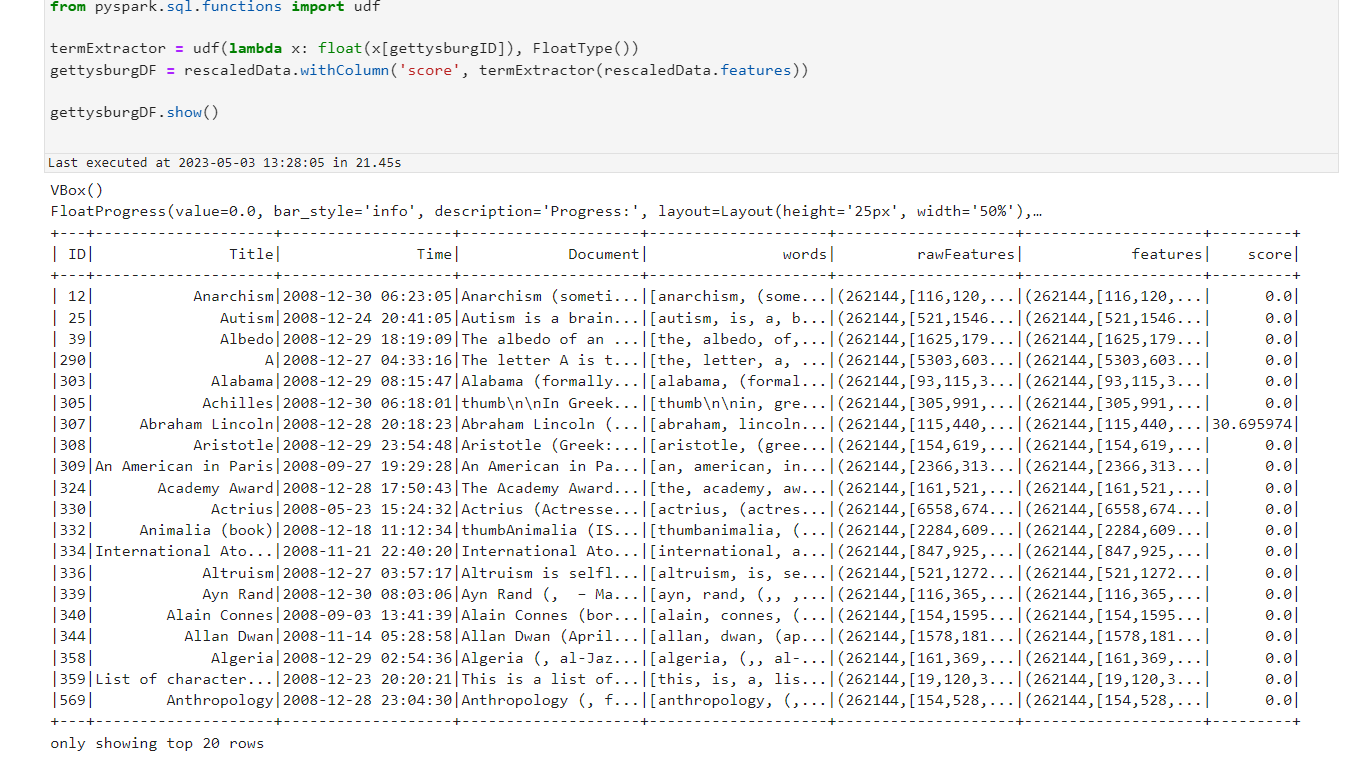 from pyspark.sql.functions import udf
termExtractor = udf(lambda x: float(x[gettysburgID]), FloatType())
gettysburgDF = rescaledData.withColumn('score', termExtractor(rescaledData.features))
gettysburgDF.show()
Last executed at 2023-05-03 13:28:05 in 21.45s
VBox()
FloatProgress(value=0.0, bar_style='info', description='Progress:', layout=Layout(height='25px', width='50%'),…
+---+--------------------+-------------------+--------------------+--------------------+--------------------+--------------------+---------+
| ID|               Title|               Time|            Document|               words|         rawFeatures|            features|    score|
+---+--------------------+-------------------+--------------------+--------------------+--------------------+--------------------+---------+
| 12|           Anarchism|2008-12-30 06:23:05|Anarchism (someti...|[anarchism, (some...|(262144,[116,120,...|(262144,[116,120,...|      0.0|
| 25|              Autism|2008-12-24 20:41:05|Autism is a brain...|[autism, is, a, b...|(262144,[521,1546...|(262144,[521,1546...|      0.0|
| 39|              Albedo|2008-12-29 18:19:09|The albedo of an ...|[the, albedo, of,...|(262144,[1625,179...|(262144,[1625,179...|      0.0|
|290|                   A|2008-12-27 04:33:16|The letter A is t...|[the, letter, a, ...|(262144,[5303,603...|(262144,[5303,603...|      0.0|
|303|             Alabama|2008-12-29 08:15:47|Alabama (formally...|[alabama, (formal...|(262144,[93,115,3...|(262144,[93,115,3...|      0.0|
|305|            Achilles|2008-12-30 06:18:01|thumb\n\nIn Greek...|[thumb\n\nin, gre...|(262144,[305,991,...|(262144,[305,991,...|      0.0|
|307|     Abraham Lincoln|2008-12-28 20:18:23|Abraham Lincoln (...|[abraham, lincoln...|(262144,[115,440,...|(262144,[115,440,...|30.695974|
|308|           Aristotle|2008-12-29 23:54:48|Aristotle (Greek:...|[aristotle, (gree...|(262144,[154,619,...|(262144,[154,619,...|      0.0|
|309|An American in Paris|2008-09-27 19:29:28|An American in Pa...|[an, american, in...|(262144,[2366,313...|(262144,[2366,313...|      0.0|
|324|       Academy Award|2008-12-28 17:50:43|The Academy Award...|[the, academy, aw...|(262144,[161,521,...|(262144,[161,521,...|      0.0|
|330|             Actrius|2008-05-23 15:24:32|Actrius (Actresse...|[actrius, (actres...|(262144,[6558,674...|(262144,[6558,674...|      0.0|
|332|     Animalia (book)|2008-12-18 11:12:34|thumbAnimalia (IS...|[thumbanimalia, (...|(262144,[2284,609...|(262144,[2284,609...|      0.0|
|334|International Ato...|2008-11-21 22:40:20|International Ato...|[international, a...|(262144,[847,925,...|(262144,[847,925,...|      0.0|
|336|            Altruism|2008-12-27 03:57:17|Altruism is selfl...|[altruism, is, se...|(262144,[521,1272...|(262144,[521,1272...|      0.0|
|339|            Ayn Rand|2008-12-30 08:03:06|Ayn Rand (,  – Ma...|[ayn, rand, (,, ,...|(262144,[116,365,...|(262144,[116,365,...|      0.0|
|340|        Alain Connes|2008-09-03 13:41:39|Alain Connes (bor...|[alain, connes, (...|(262144,[154,1595...|(262144,[154,1595...|      0.0|
|344|          Allan Dwan|2008-11-14 05:28:58|Allan Dwan (April...|[allan, dwan, (ap...|(262144,[1578,181...|(262144,[1578,181...|      0.0|
|358|             Algeria|2008-12-29 02:54:36|Algeria (, al-Jaz...|[algeria, (,, al-...|(262144,[161,369,...|(262144,[161,369,...|      0.0|
|359|List of character...|2008-12-23 20:20:21|This is a list of...|[this, is, a, lis...|(262144,[19,120,3...|(262144,[19,120,3...|      0.0|
|569|        Anthropology|2008-12-28 23:04:30|Anthropology (, f...|[anthropology, (,...|(262144,[154,528,...|(262144,[154,528,...|      0.0|
+---+--------------------+-------------------+--------------------+--------------------+--------------------+--------------------+---------+
only showing top 20 rows